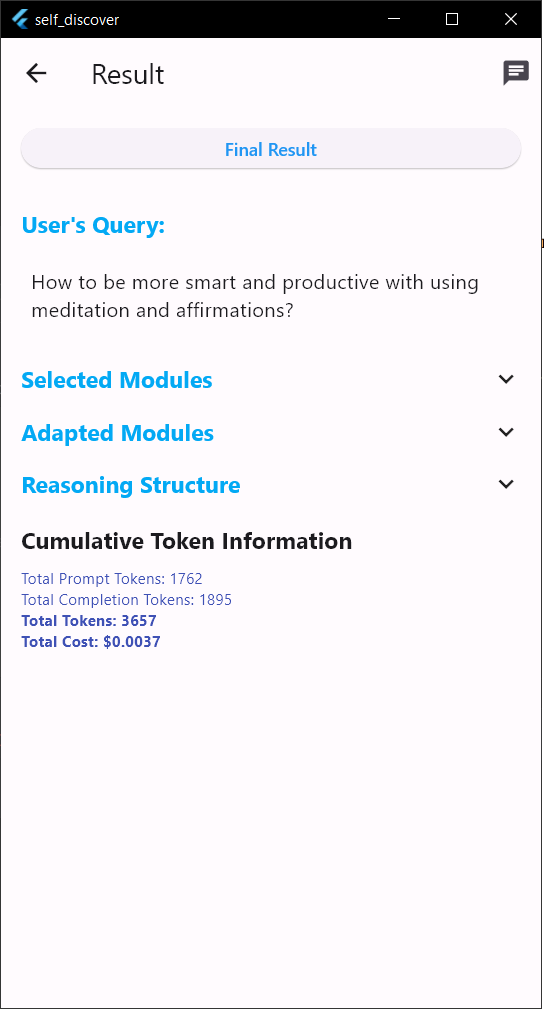 self_discover
Result
Final Result
User's Query:
How to be more smart and productive with using
meditation and affirmations?
Selected Modules
Adapted Modules
Reasoning Structure
Cumulative Token Information
Total Prompt Tokens: 1762
Total Completion Tokens: 1895
Total Tokens: 3657
Total Cost: $0.0037